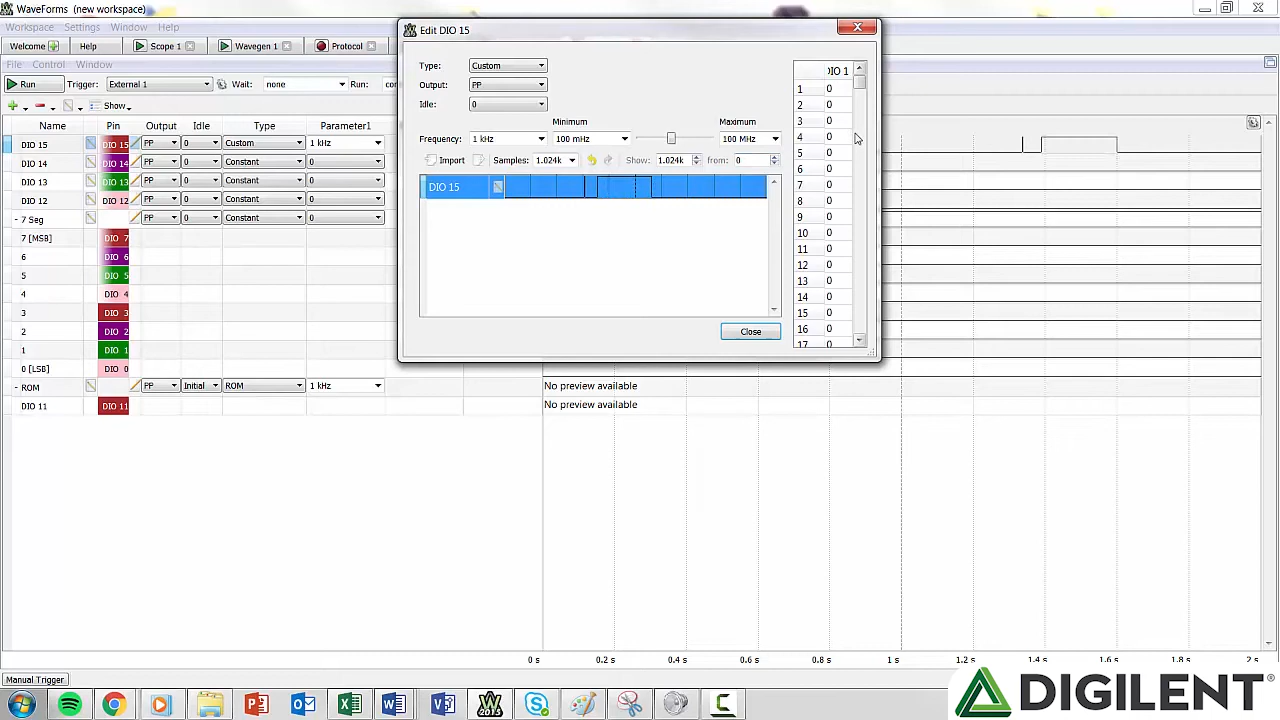 WaveForms (new workspace)
Workspace Settings Window Help
Welcome Help Scope 1 Wavegen 1 Protocol
File Control Window
Run Trigger: External 1 Wait: none Run:
Show
Name Pin Output Idle Type Parameter1
DIO 15 DIO 15 PP 0 Custom 1 kHz
DIO 14 DIO 14 PP 0 Constant 0
DIO 13 DIO 13 PP 0 Constant 0
DIO 12 DIO 12 PP 0 Constant 0
- 7 Seg PP 0 Constant 0
7 [MSB] DIO 7
6 DIO 6
5 DIO 5
4 DIO 4
3 DIO 3
2 DIO 2
1 DIO 1
0 [LSB] DIO 0
- ROM PP Initial ROM 1 kHz No preview available
DIO 11 DIO 11 No preview available
Edit DIO 15
Type: Custom
Output: PP
Idle: 0
Minimum Maximum
Frequency: 1 kHz 100 mHz 100 MHz
Import Samples: 1.024k Show: 1.024k from: 0
DIO 15
Close
IO 1
1 0
2 0
3 0
4 0
5 0
6 0
7 0
8 0
9 0
10 0
11 0
12 0
13 0
14 0
15 0
16 0
17 0
0 s 0.2 s 0.4 s 0.6 s 0.8 s 1 s 1.2 s 1.4 s 1.6 s 1.8 s 2 s
Manual Trigger
DIGILENT®